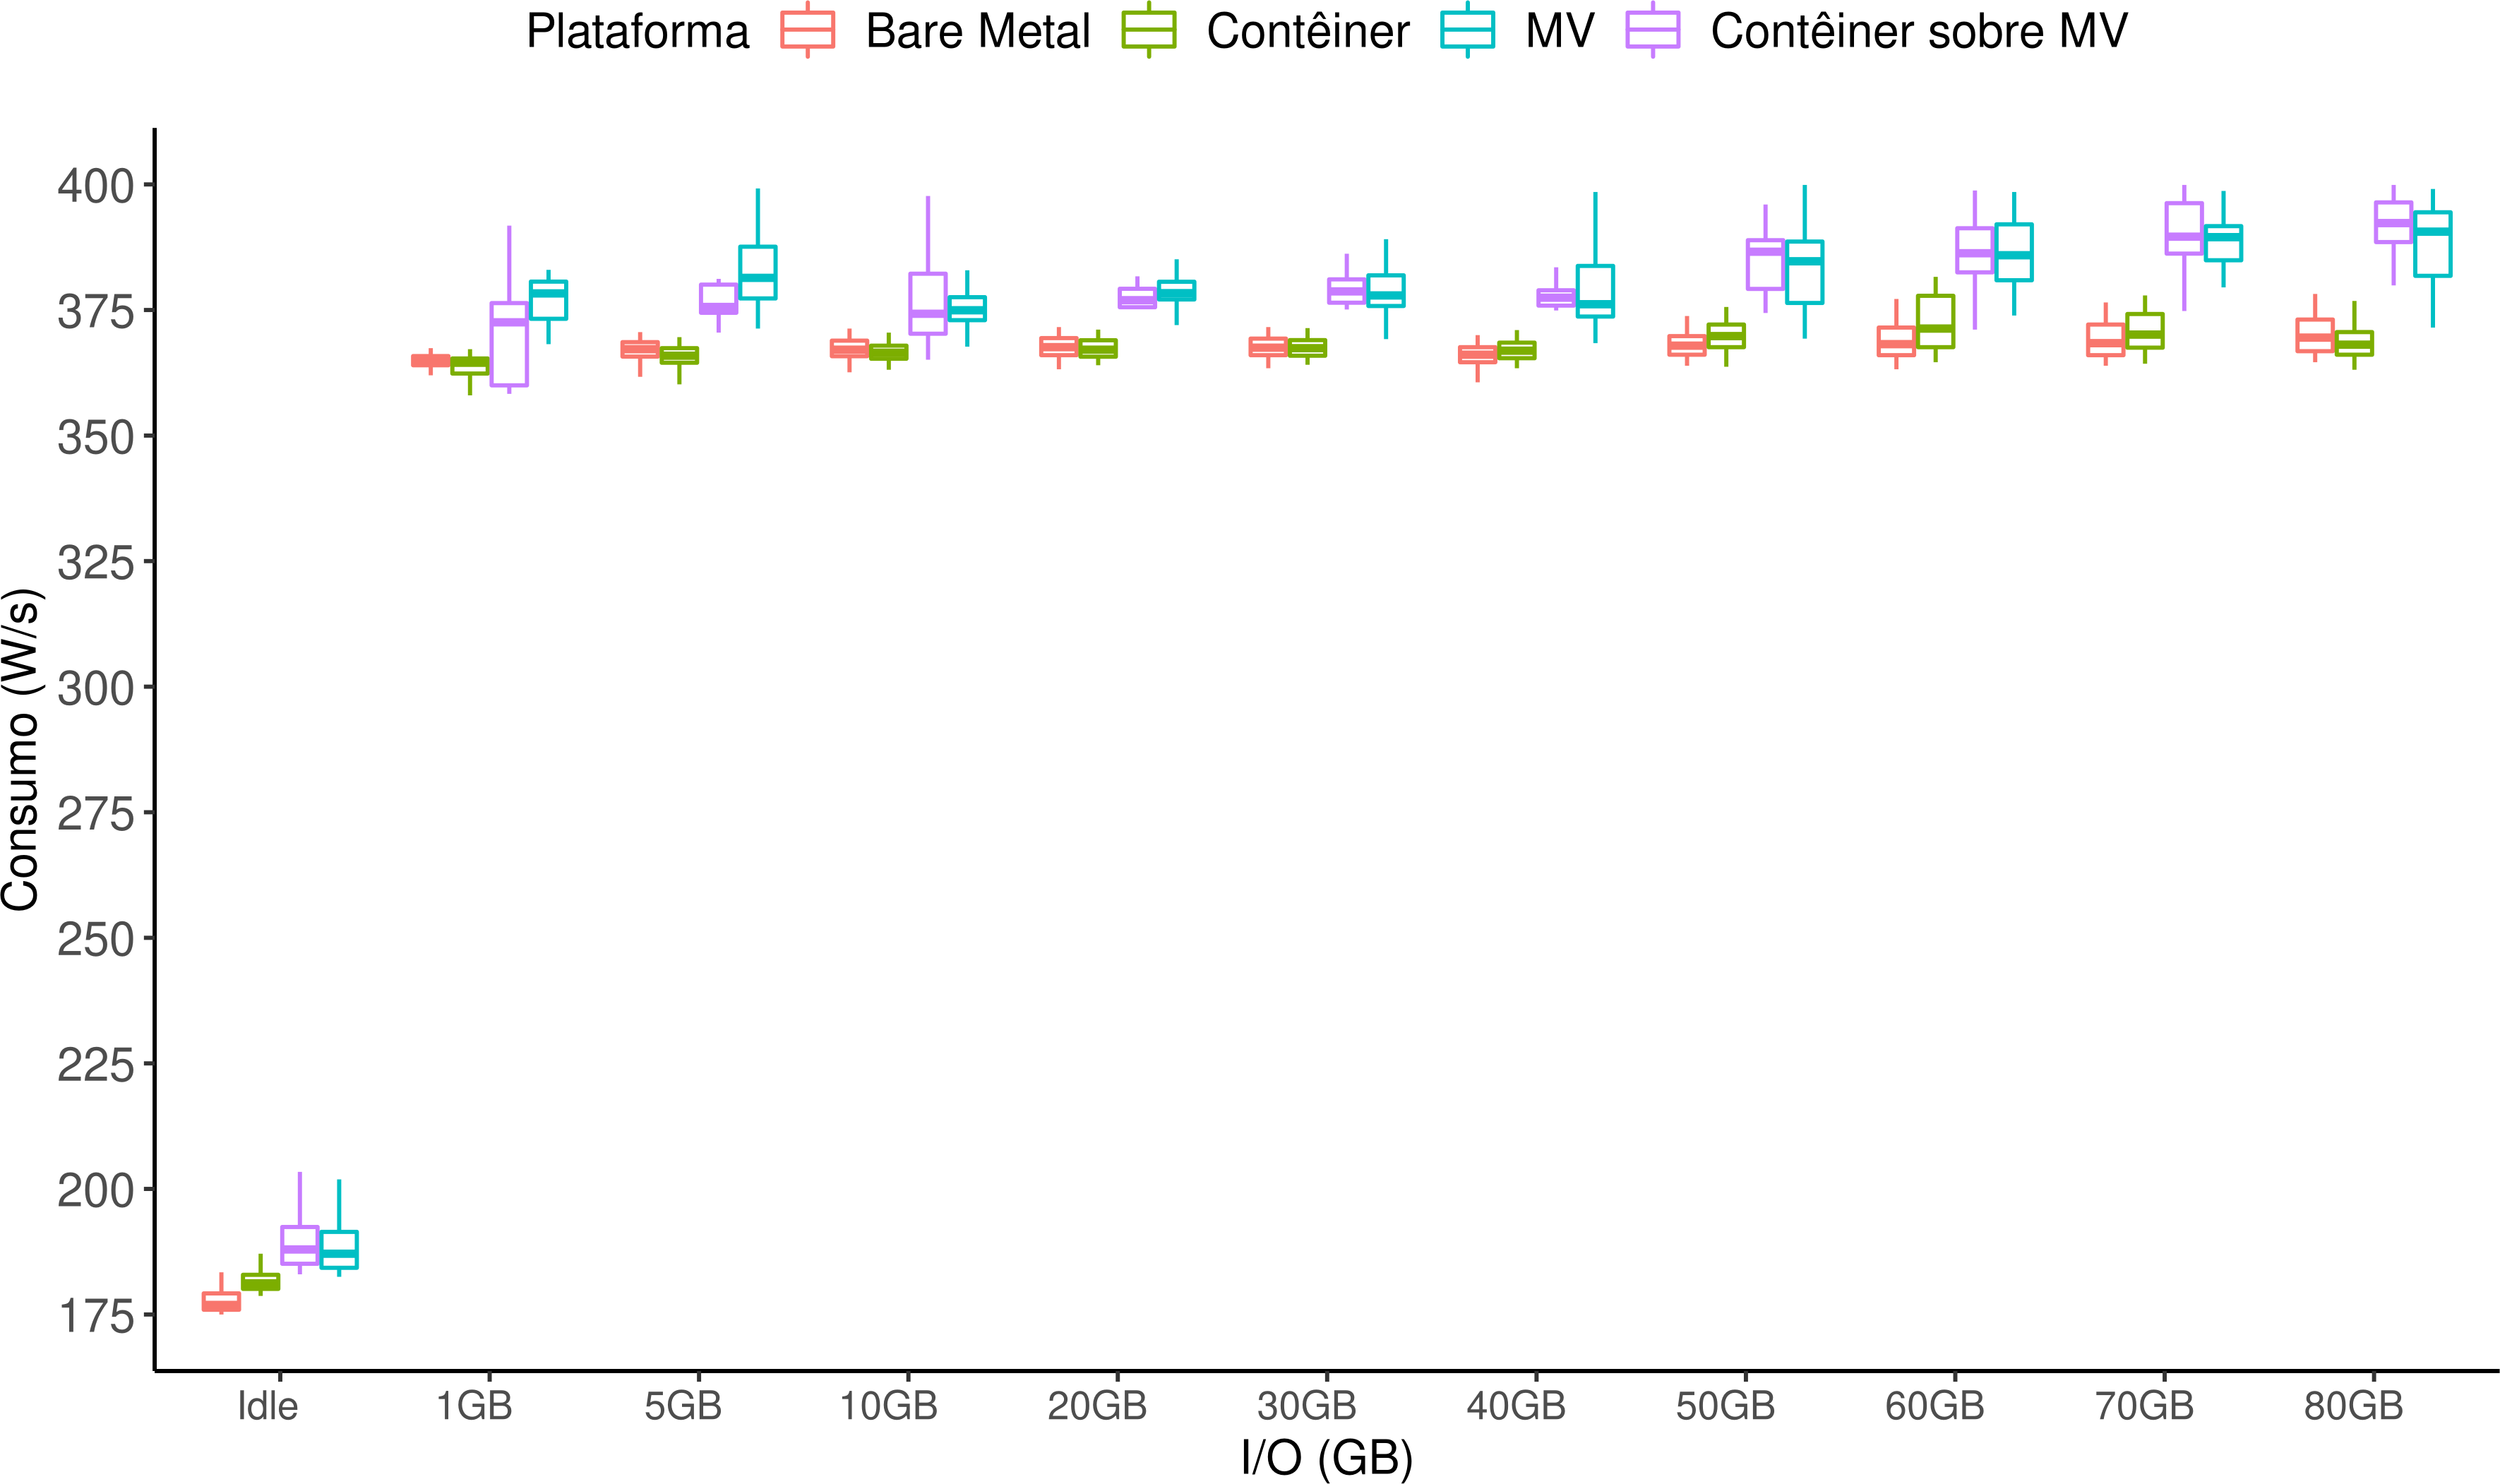 Plataforma Bare Metal Contêiner MV Contêiner sobre MV
Consumo (W/s)
400
375
350
325
300
275
250
225
200
175
Idle 1GB 5GB 10GB 20GB 30GB 40GB 50GB 60GB 70GB 80GB
I/O (GB)